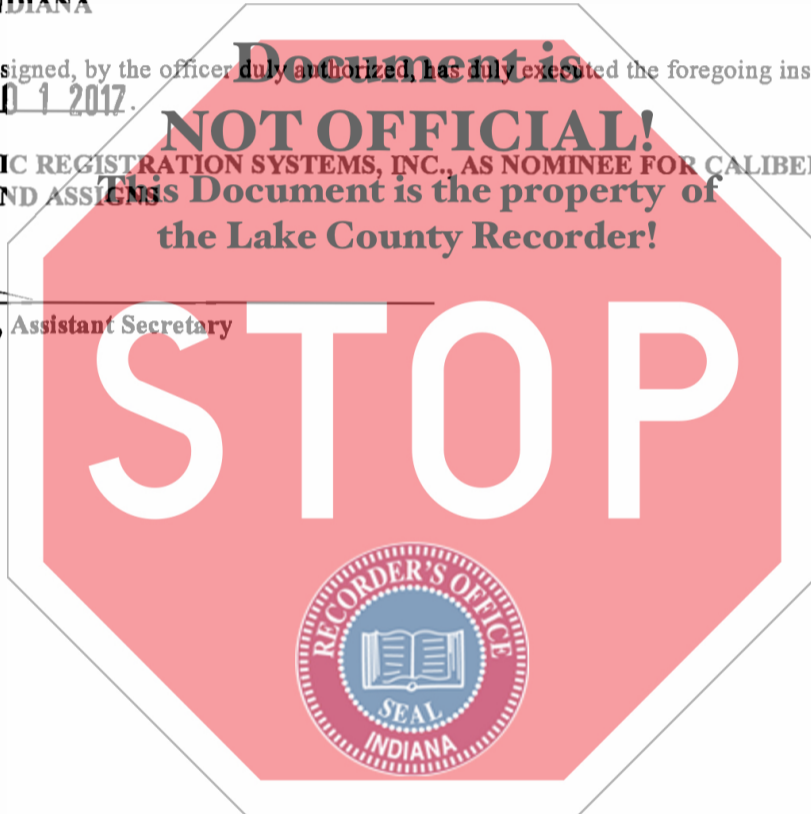 DIANA
signed, by the officer duly authorized, has duly executed the foregoing ins
0 1 2017.
Document is
NOT OFFICIAL!
IC REGISTRATION SYSTEMS, INC., AS NOMINEE FOR CALIBE
ND ASSIGNS
This Document is the property of
the Lake County Recorder!
, Assistant Secretary
STOP
RECORDER'S OFFICE
SEAL
INDIANA